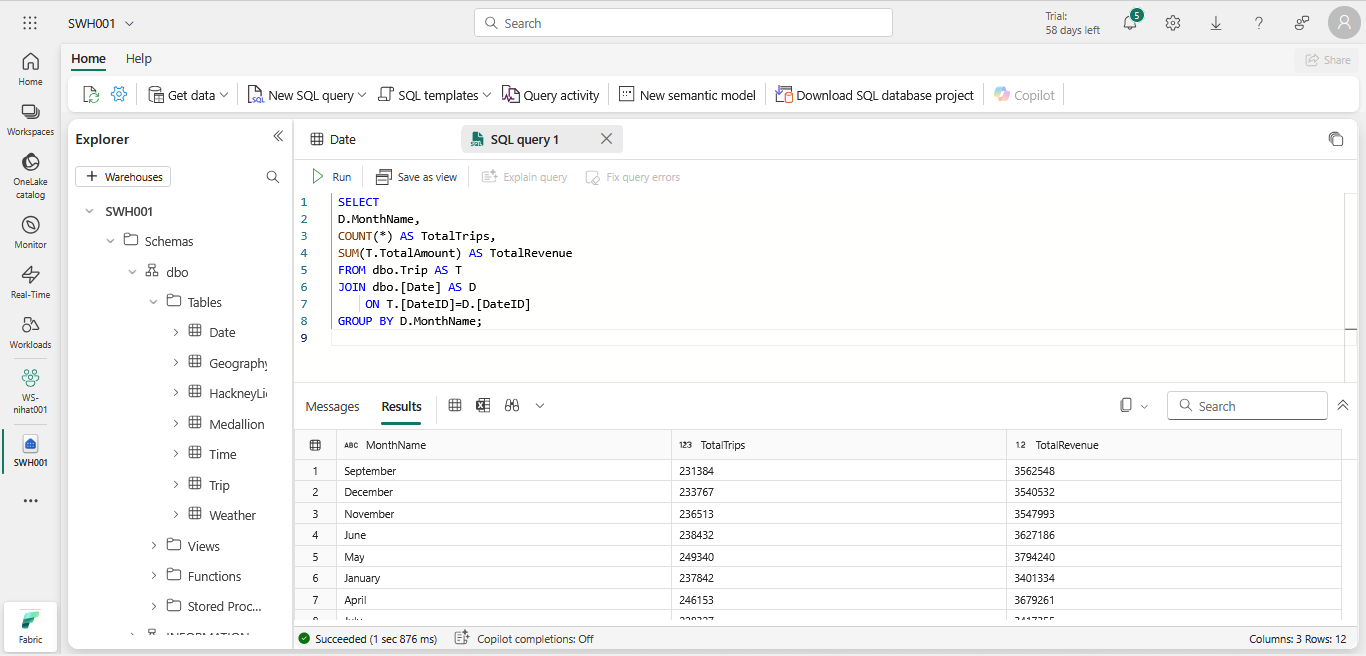 SWH001
Search
Trial:
58 days left
5
Home
Workspaces
OneLake
catalog
Monitor
Real-Time
Workloads
WS-
nihat001
SWH001
Fabric
Home
Help
Share
Get data
SQL
New SQL query
SQL templates
Query activity
New semantic model
Download SQL database project
Copilot
Explorer
Warehouses
SWH001
Schemas
dbo
Tables
Date
Geography
HackneyLi
Medallion
Time
Trip
Weather
Views
Functions
Stored Proc...
Date
SQL query 1
Run
Save as view
Explain query
Fix query errors
1 SELECT
2 D.MonthName,
3 COUNT(*) AS TotalTrips,
4 SUM(T.TotalAmount) AS TotalRevenue
5 FROM dbo.Trip AS T
6 JOIN dbo.[Date] AS D
7 ON T.[DateID]=D.[DateID]
8 GROUP BY D.MonthName;
9
Messages
Results
Search
ABC MonthName 123 TotalTrips 12 TotalRevenue
1 September 231384 3562548
2 December 233767 3540532
3 November 236513 3547993
4 June 238432 3627186
5 May 249340 3794240
6 January 237842 3401334
7 April 246153 3679261
Succeeded (1 sec 876 ms)
Copilot completions: Off
Columns: 3 Rows: 12